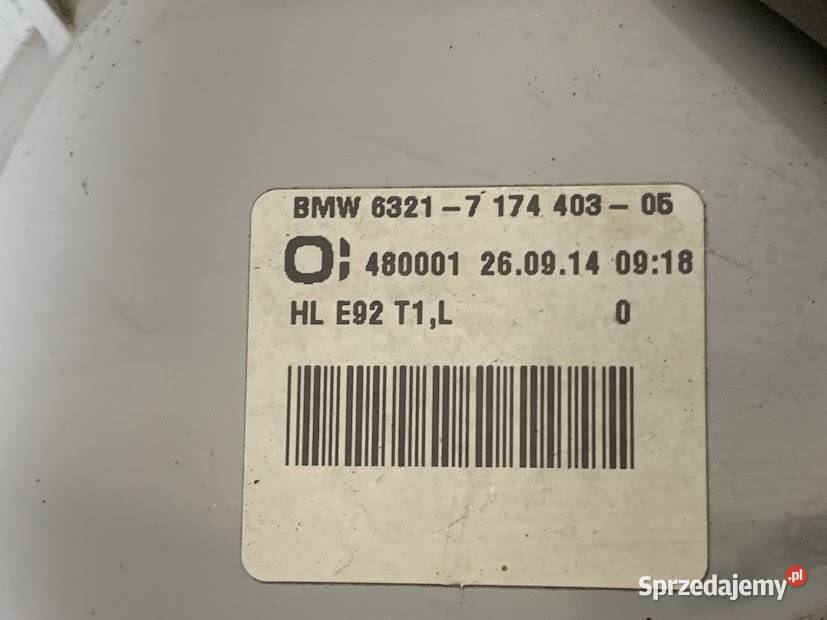 BMW 6321-7 174 403-05
480001 26.09.14 09:18
HL E92 T1,L 0
Sprzedajemy.pl